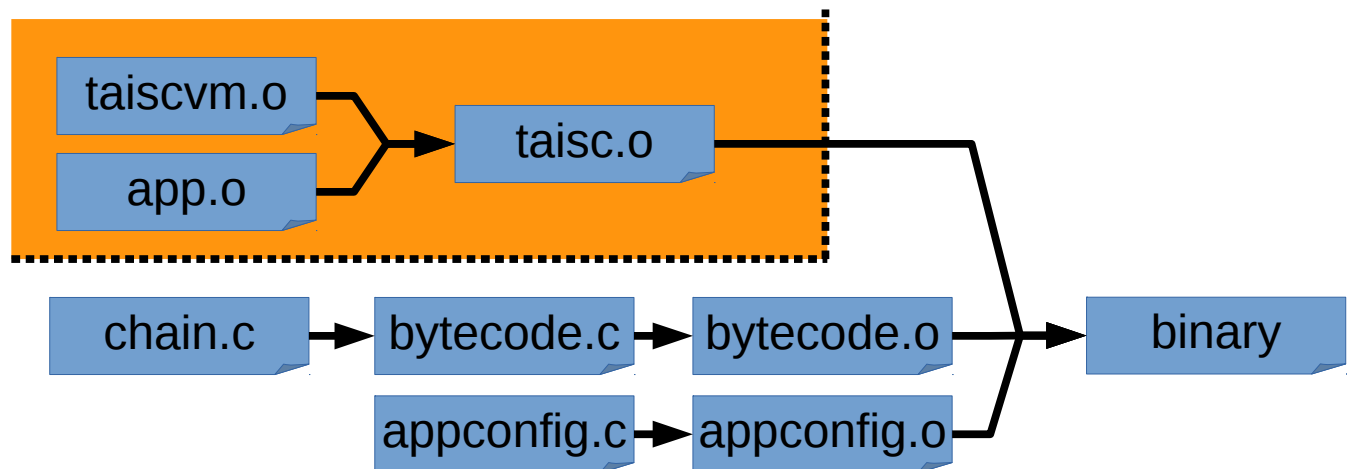 taiscvm.o
taisc.o
app.o
chain.c
bytecode.c
bytecode.o
binary
appconfig.c
appconfig.o